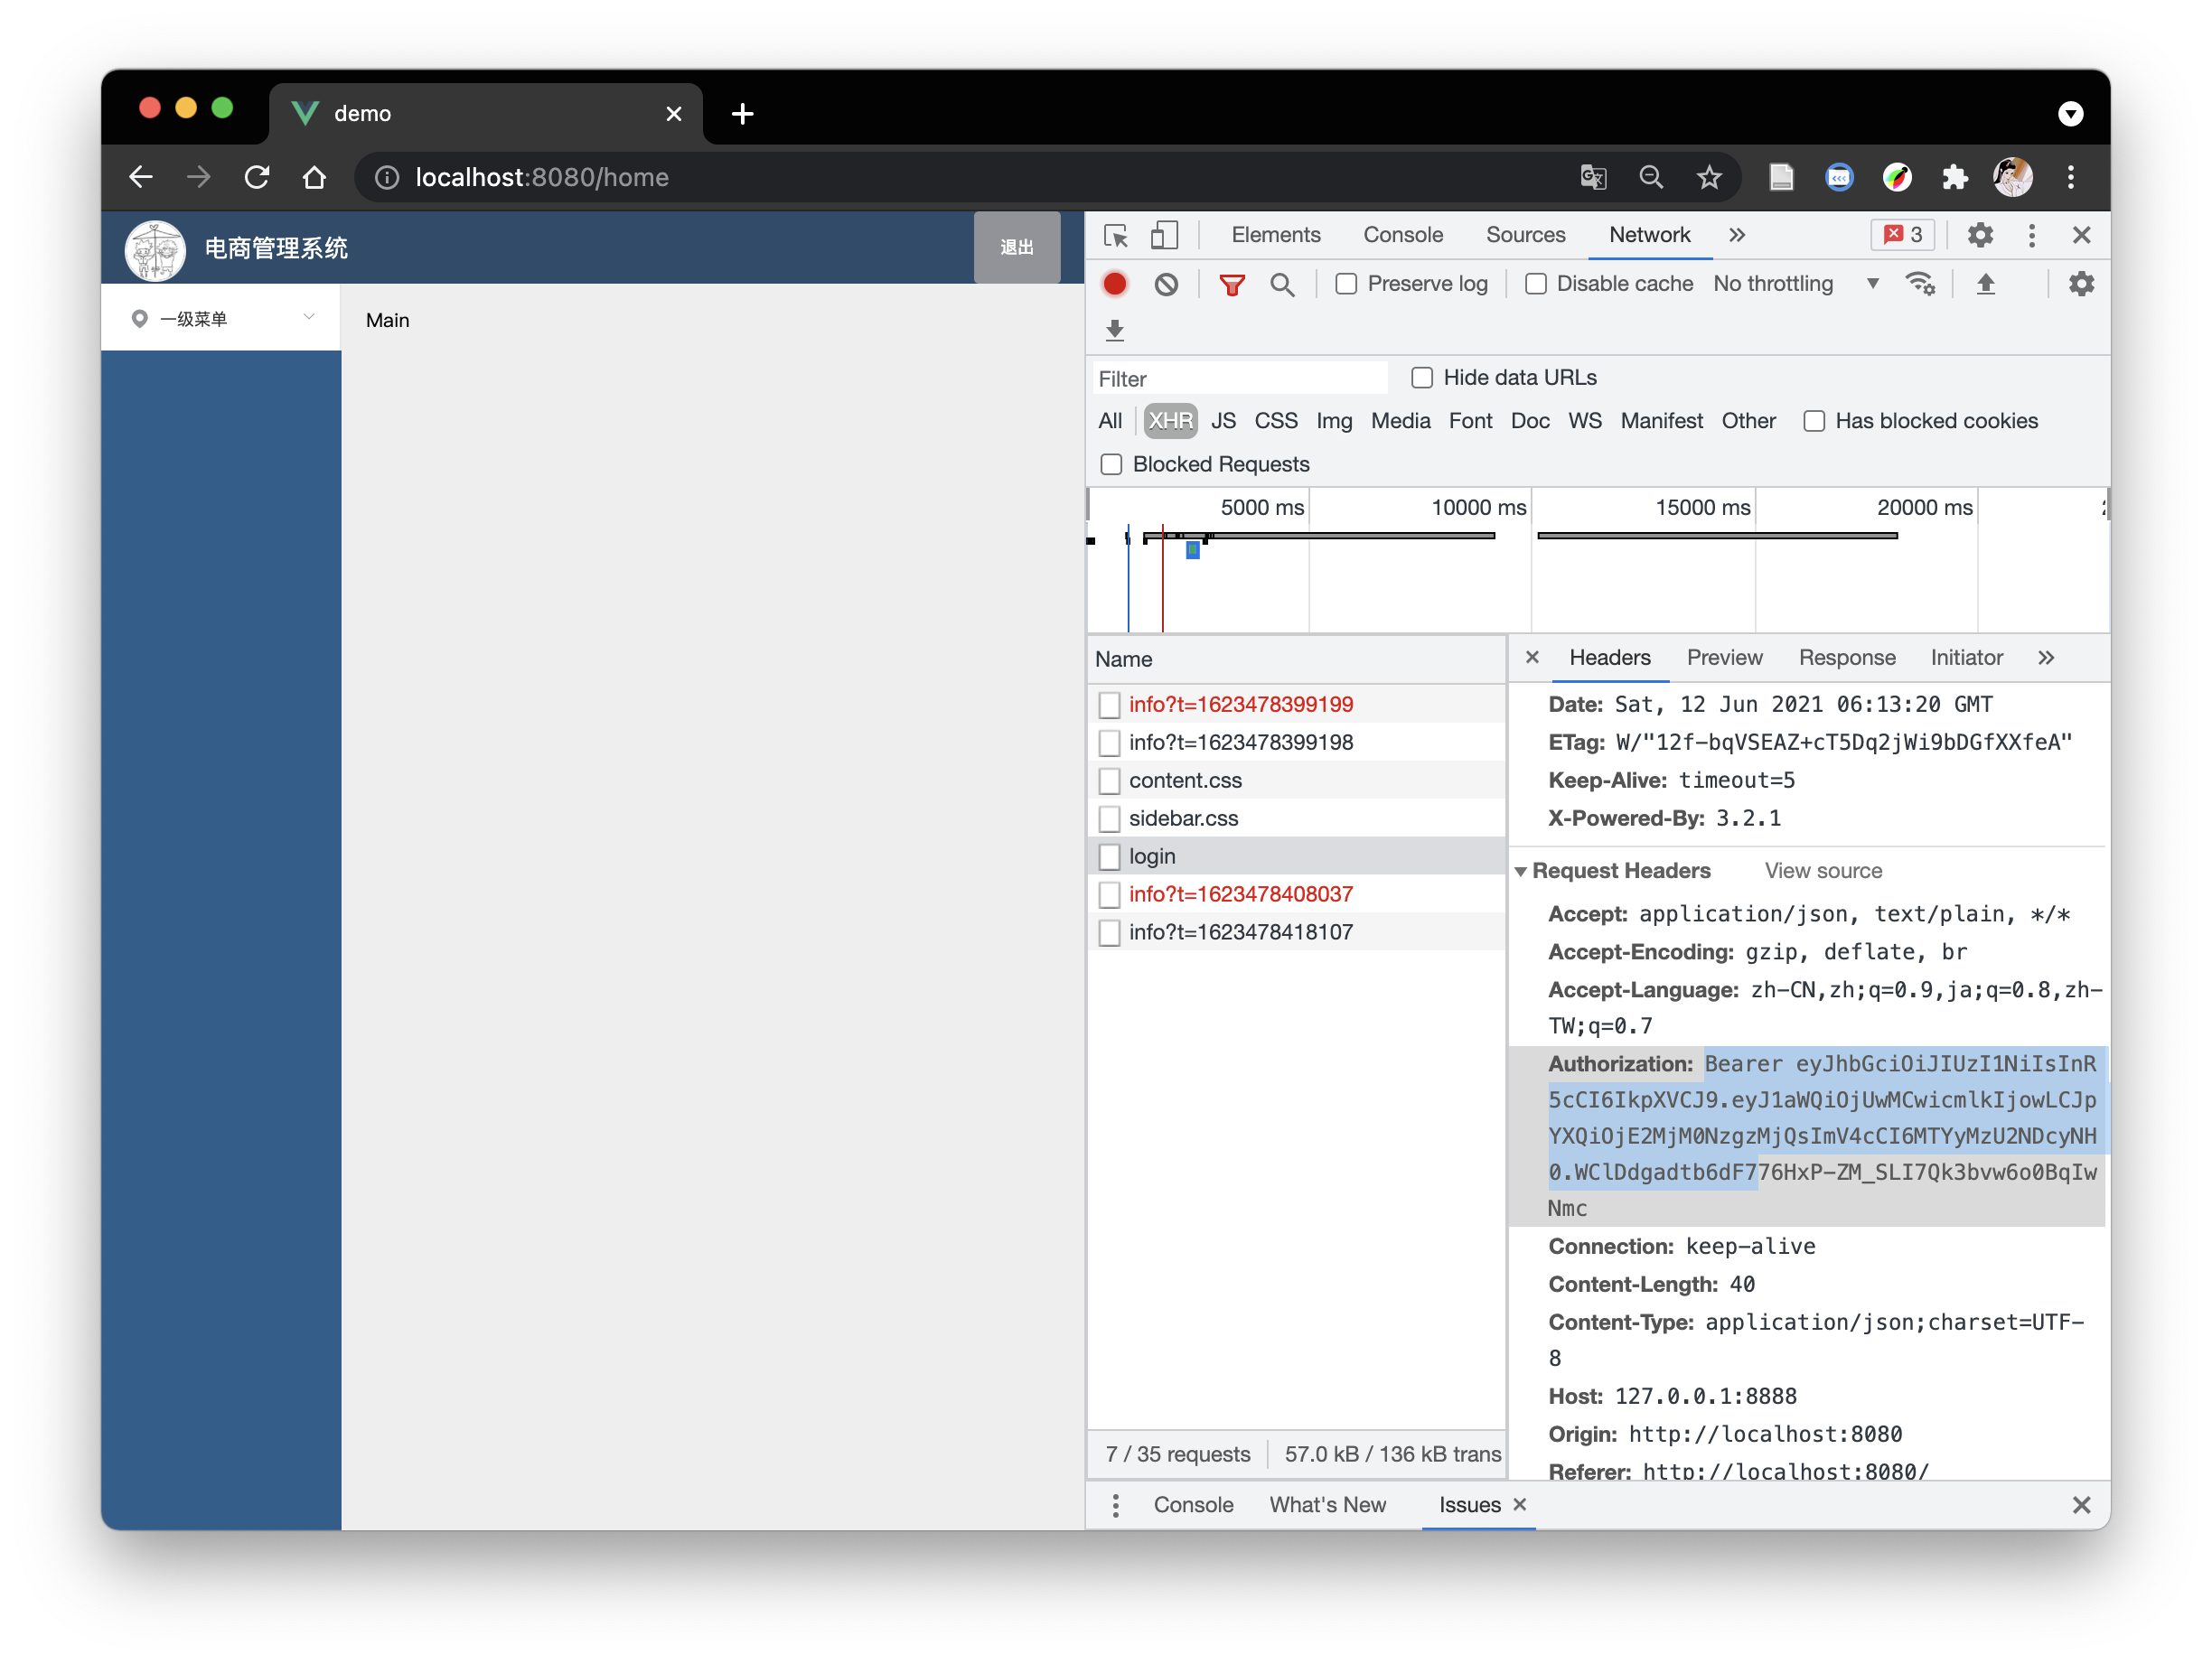 demo
localhost:8080/home
电商管理系统
退出
一级菜单
Main
Elements Console Sources Network 3
Preserve log Disable cache No throttling
Filter Hide data URLs
All XHR JS CSS Img Media Font Doc WS Manifest Other Has blocked cookies
Blocked Requests
5000 ms 10000 ms 15000 ms 20000 ms
Name
info?t=1623478399199
info?t=1623478399198
content.css
sidebar.css
login
info?t=1623478408037
info?t=1623478418107
7 / 35 requests 57.0 kB / 136 kB trans
Headers Preview Response Initiator
Date: Sat, 12 Jun 2021 06:13:20 GMT
ETag: W/"12f-bqVSEAZ+cT5Dq2jWi9bDGfXXfeA"
Keep-Alive: timeout=5
X-Powered-By: 3.2.1
Request Headers View source
Accept: application/json, text/plain, */*
Accept-Encoding: gzip, deflate, br
Accept-Language: zh-CN,zh;q=0.9,ja;q=0.8,zh-
TW;q=0.7
Authorization: Bearer eyJhbGciOiJIUzI1NiIsInR
5cCI6IkpXVCJ9.eyJ1aWQiOjUwMCwicmlkIjowLCJp
YXQiOjE2MjM0NzgzMjQsImV4cCI6MTYyMzU2NDcyNH
0.WClDdgadtb6dF776HxP-ZM_SLI7Qk3bvw6o0BqIw
Nmc
Connection: keep-alive
Content-Length: 40
Content-Type: application/json;charset=UTF-
8
Host: 127.0.0.1:8888
Origin: http://localhost:8080
Referer: http://localhost:8080/
Console What's New Issues